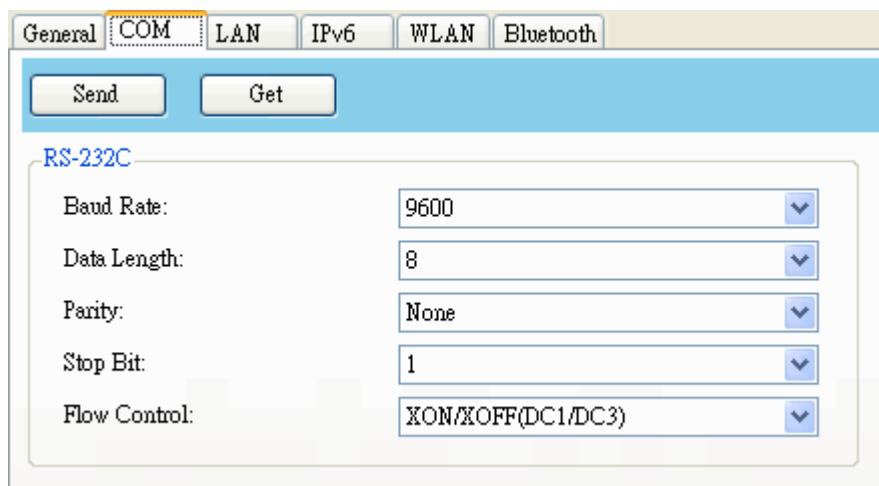 General COM LAN IPv6 WLAN Bluetooth
Send Get
RS-232C
Baud Rate: 9600
Data Length: 8
Parity: None
Stop Bit: 1
Flow Control: XON/XOFF(DC1/DC3)